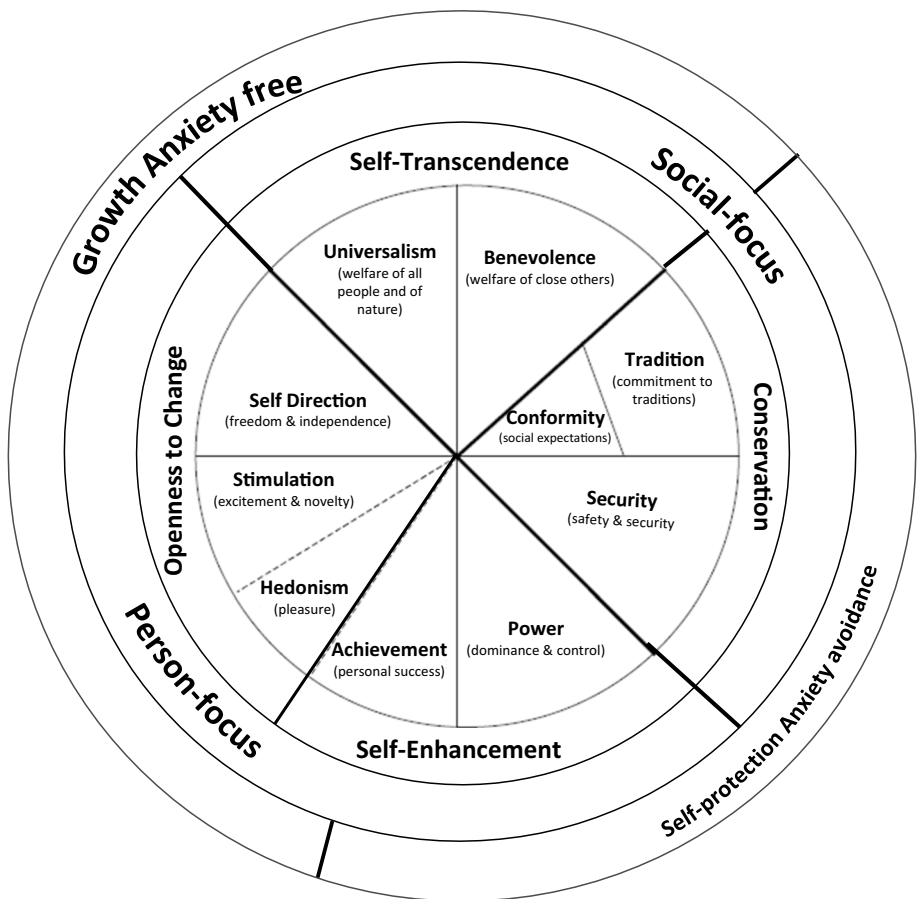 Growth Anxiety free
Social-focus
Self-Transcendence
Universalism
(welfare of all
people and of
nature)
Benevolence
(welfare of close others)
Openness to Change
Self Direction
(freedom & independence)
Tradition
(commitment to
traditions)
Conformity
(social expectations)
Conservation
Stimulation
(excitement & novelty)
Security
(safety & security
Hedonism
(pleasure)
Achievement
(personal success)
Power
(dominance & control)
Person-focus
Self-Enhancement
Self-protection Anxiety avoidance